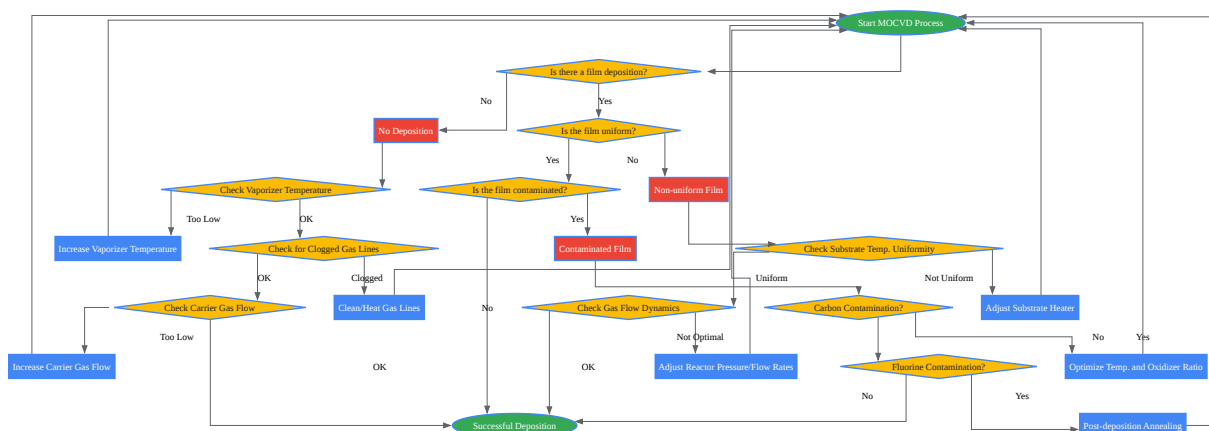 Start MOCVD Process
Is there a film deposition?
No
Yes
No Deposition
Is the film uniform?
Yes
No
Check Vaporizer Temperature
Is the film contaminated?
Non-uniform Film
Too Low
OK
Yes
Increase Vaporizer Temperature
Check for Clogged Gas Lines
Contaminated Film
Check Substrate Temp. Uniformity
OK
Clogged
Uniform
Not Uniform
Check Carrier Gas Flow
Clean/Heat Gas Lines
No
Check Gas Flow Dynamics
Carbon Contamination?
Adjust Substrate Heater
Too Low
Not Optimal
No
Yes
Increase Carrier Gas Flow
OK
OK
Adjust Reactor Pressure/Flow Rates
Fluorine Contamination?
Optimize Temp. and Oxidizer Ratio
No
Yes
Successful Deposition
Post-deposition Annealing